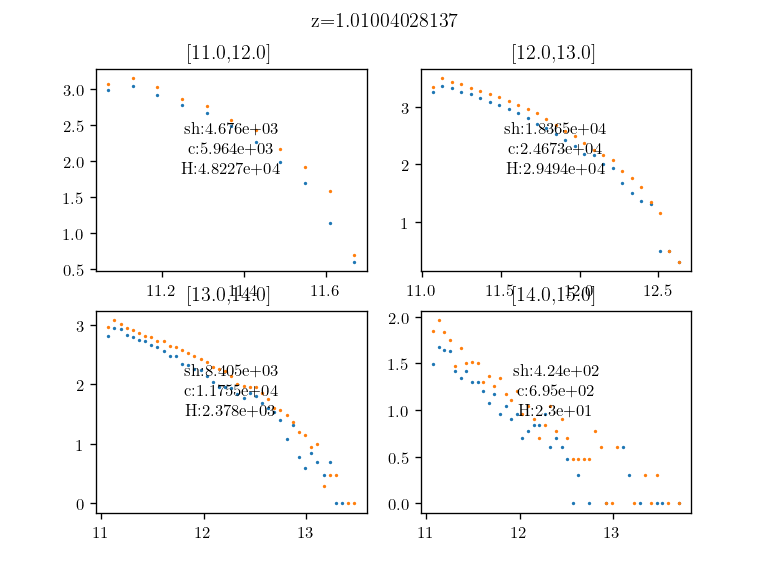 z=1.01004028137
[11.0,12.0]
[12.0,13.0]
3.0
2.5
2.0
1.5
1.0
0.5
sh:4.676e+03
c:5.964e+03
H:4.8227e+04
11.2
11.4
11.6
3
2
1
sh:1.8365e+04
c:2.4673e+04
H:2.9494e+04
11.0
11.5
12.0
12.5
[13.0,14.0]
[14.0,15.0]
3
2
1
0
sh:8.405e+03
c:1.1755e+04
H:2.378e+03
11
12
13
2.0
1.5
1.0
0.5
0.0
sh:4.24e+02
c:6.95e+02
H:2.3e+01
11
12
13